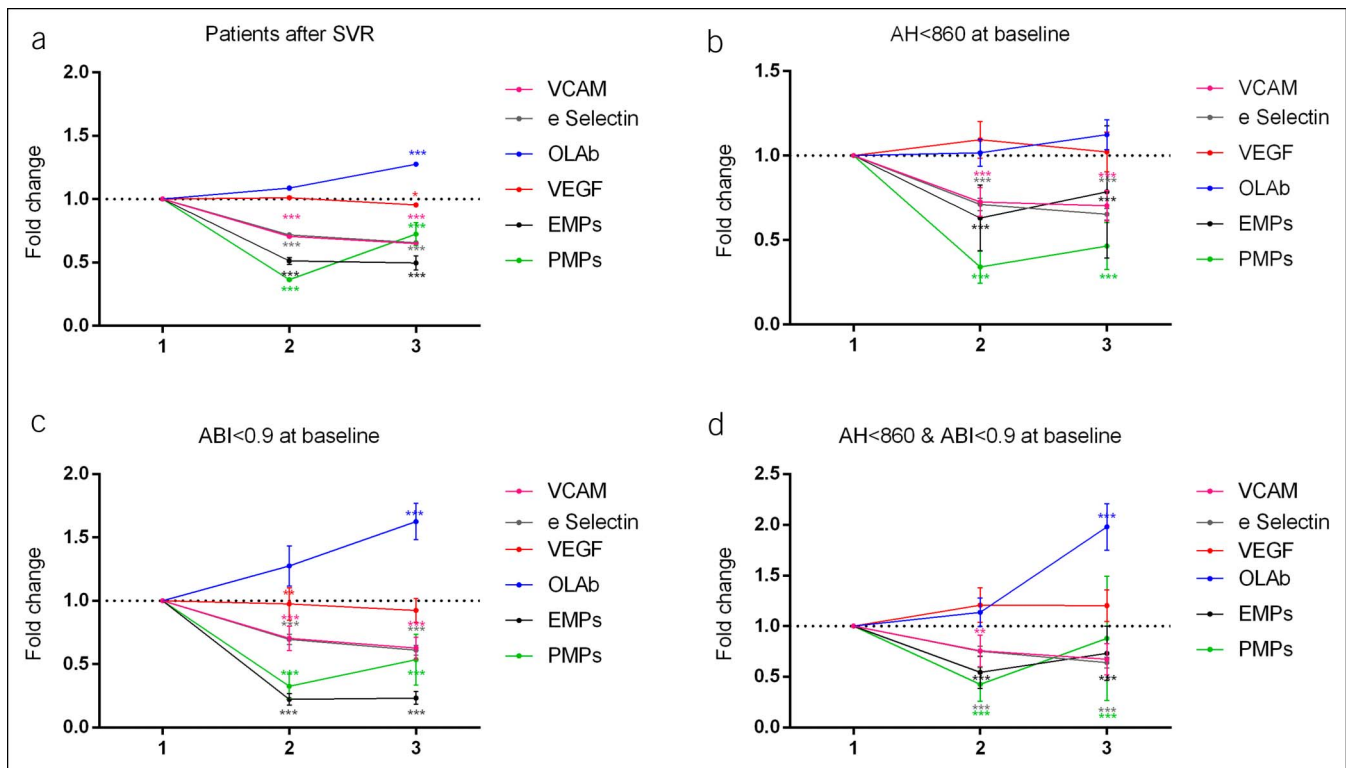 a
Patients after SVR
Fold change
2.0
1.5
1.0
0.5
0.0
1 2 3
***
*
***
***
***
***
***
***
***
***
VCAM
e Selectin
OLAb
VEGF
EMPs
PMPs
b
AH<860 at baseline
Fold change
1.5
1.0
0.5
0.0
1 2 3
***
***
***
***
***
***
***
***
VCAM
e Selectin
VEGF
OLAb
EMPs
PMPs
c
ABI<0.9 at baseline
Fold change
2.0
1.5
1.0
0.5
0.0
1 2 3
***
**
***
***
***
***
***
***
***
***
VCAM
e Selectin
VEGF
OLAb
EMPs
PMPs
d
AH<860 & ABI<0.9 at baseline
Fold change
2.5
2.0
1.5
1.0
0.5
0.0
1 2 3
***
**
***
***
***
***
***
***
VCAM
e Selectin
VEGF
OLAb
EMPs
PMPs